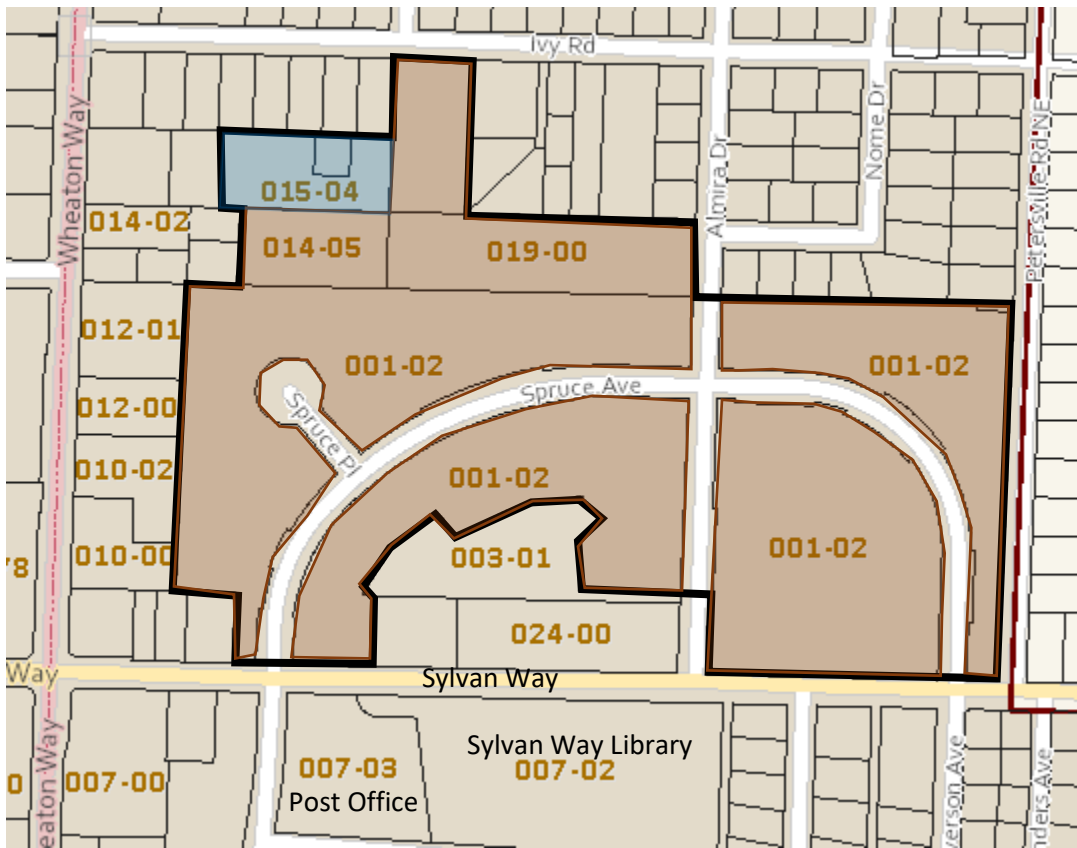 Ivy Rd
Wheaton Way
Nome Dr
Almira Dr
Petersville Rd NE
015-04
014-02
014-05
019-00
012-01
001-02
001-02
012-00
Spruce Pl
Spruce Ave
010-02
001-02
001-02
010-00
003-01
78
024-00
Way
Sylvan Way
Sylvan Way Library
007-03
007-02
007-00
0
Post Office
eaton Way
verson Ave
nders Ave